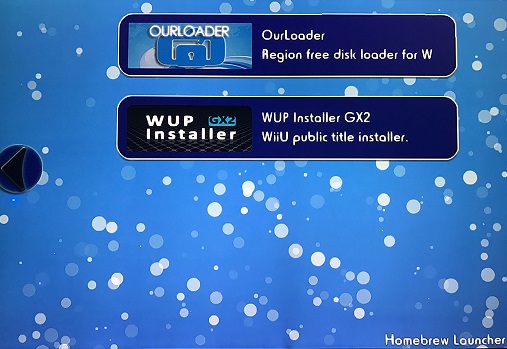 OURLOADER
OurLoader
Region free disk loader for W
WUP GX2
Installer
WUP Installer GX2
WiiU public title installer.
Homebrew Launcher